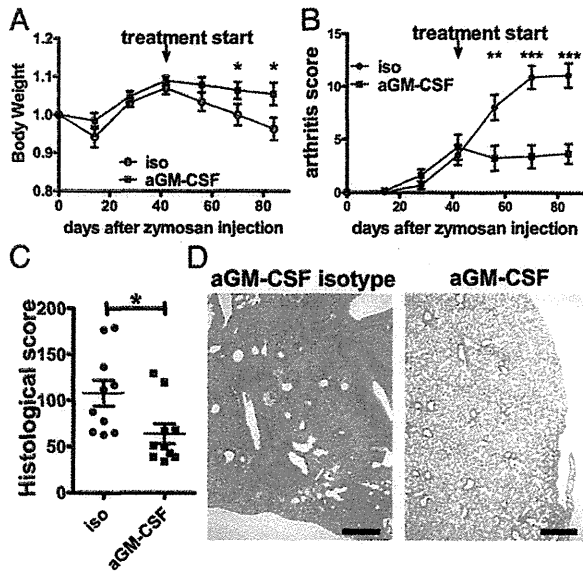 A
treatment start
1.2
1.1
1.0
0.9
0.8
Body Weight
* *
iso
aGM-CSF
0 20 40 60 80
days after zymosan injection
B
treatment start
** *** ***
iso
aGM-CSF
15
10
5
0
arthritis score
0 20 40 60 80
days after zymosan injection
C
*
200
150
100
50
0
Histological score
iso
aGM-CSF
D
aGM-CSF isotype
aGM-CSF